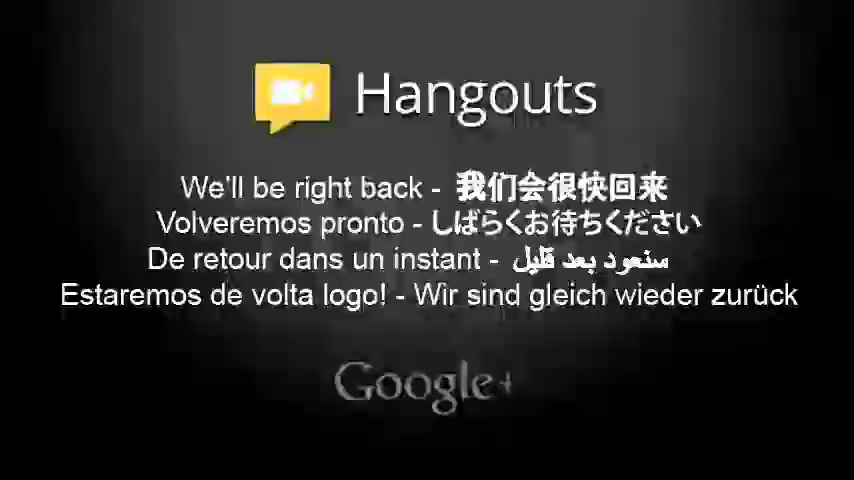 Hangouts
We'll be right back - 我们会很快回来
Volveremos pronto - しばらくお待ちください
De retour dans un instant - سنعود بعد قليل
Estaremos de volta logo! - Wir sind gleich wieder zurück
Google+